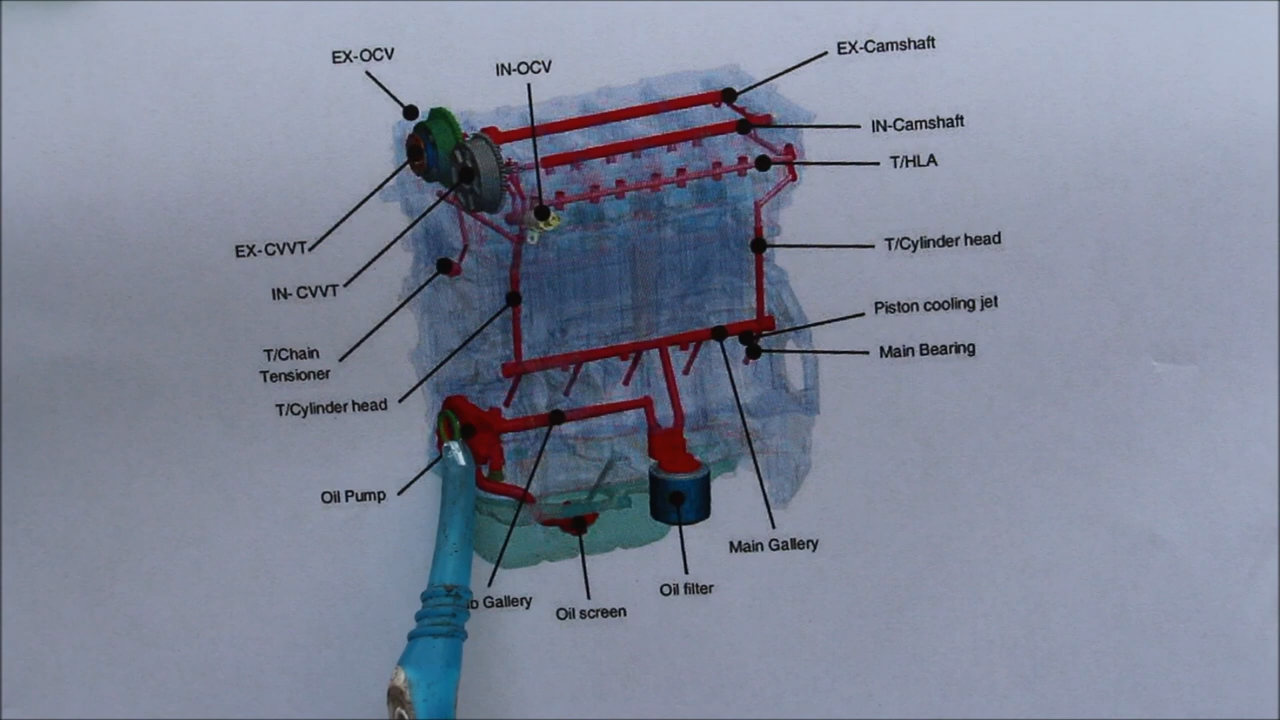 EX-OCV
IN-OCV
EX-Camshaft
IN-Camshaft
T/HLA
EX-CVVT
IN- CVVT
T/Cylinder head
Piston cooling jet
Main Bearing
T/Chain
Tensioner
T/Cylinder head
Oil Pump
Main Gallery
Gallery
Oil screen
Oil filter